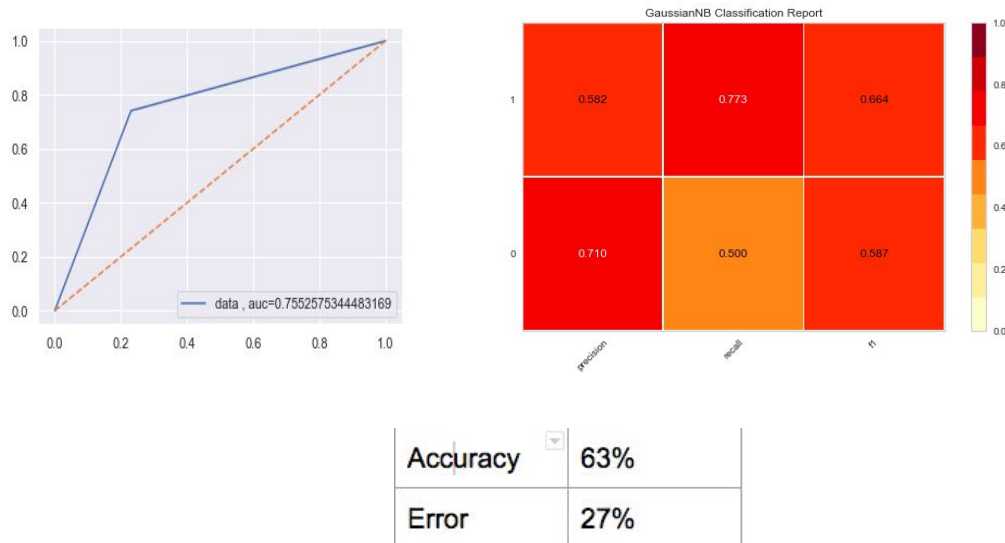 1.0
0.8
0.6
0.4
0.2
0.0
0.0 0.2 0.4 0.6 0.8 1.0
data , auc=0.7552575344483169
GaussianNB Classification Report
1 0.582 0.773 0.664
0 0.710 0.500 0.587
precision recall f1
1.0
0.8
0.6
0.4
0.2
0.0
Accuracy 63%
Error 27%